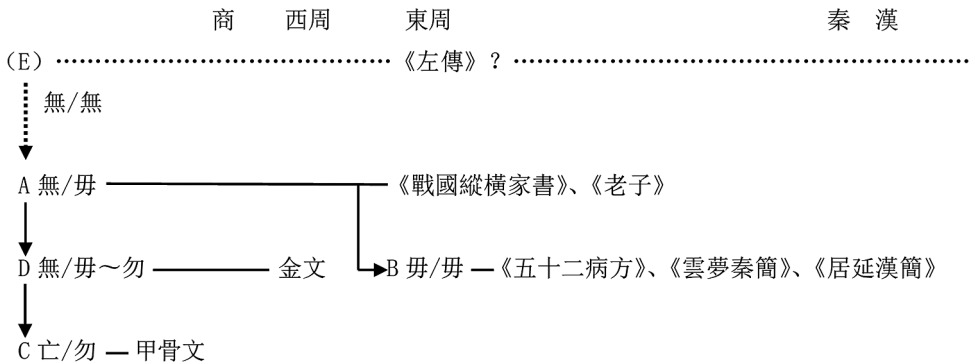 商 西周 東周 秦 漢
(E) 《左傳》?
無/無
A 無/毋 《戰國縱橫家書》、《老子》
D 無/毋~勿 金文 B 毋/毋 《五十二病方》、《雲夢秦簡》、《居延漢簡》
C 亡/勿 甲骨文